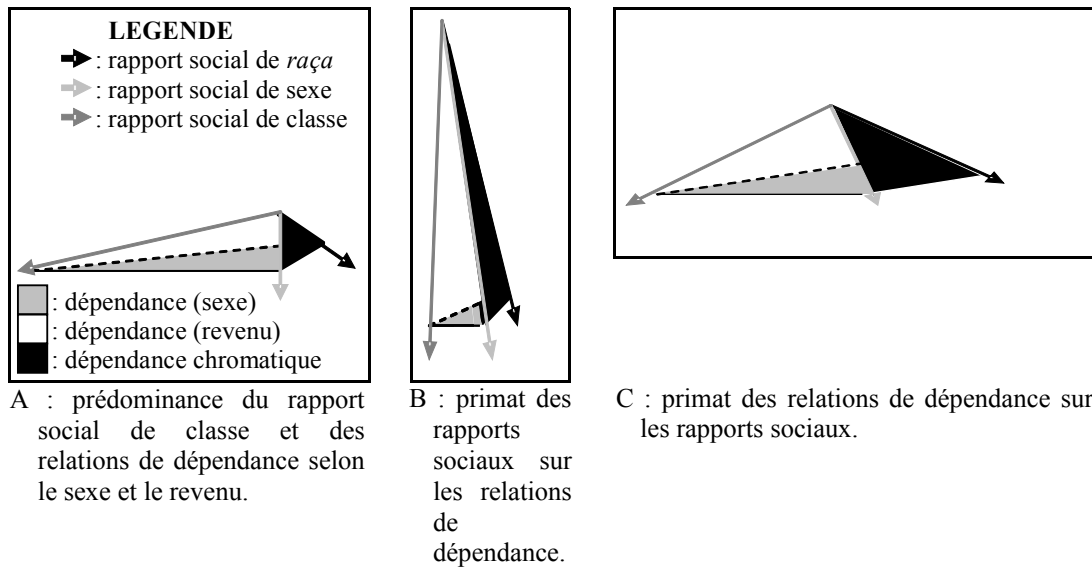 LEGENDE
: rapport social de raça
: rapport social de sexe
: rapport social de classe
: dépendance (sexe)
: dépendance (revenu)
: dépendance chromatique
A : prédominance du rapport
social de classe et des
relations de dépendance selon
le sexe et le revenu.
B : primat des
rapports
sociaux sur
les relations
de
dépendance.
C : primat des relations de dépendance sur
les rapports sociaux.